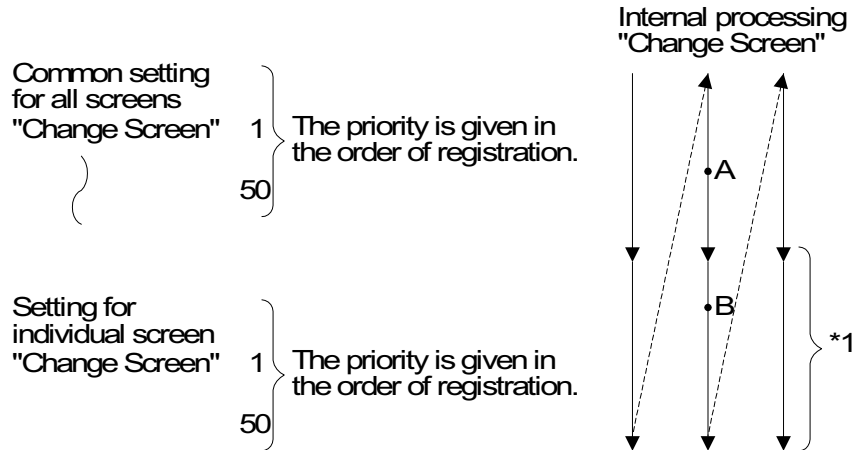 Internal processing
"Change Screen"
Common setting
for all screens
"Change Screen"
1
50
The priority is given in
the order of registration.
A
B
*1
Setting for
individual screen
"Change Screen"
1
50
The priority is given in
the order of registration.